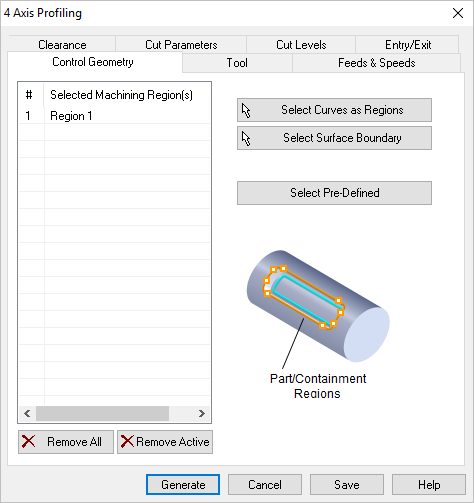 4 Axis Profiling
Clearance Cut Parameters Cut Levels Entry/Exit
Control Geometry Tool Feeds & Speeds
# Selected Machining Region(s)
1 Region 1
Select Curves as Regions
Select Surface Boundary
Select Pre-Defined
Part/Containment
Regions
Remove All Remove Active
Generate Cancel Save Help